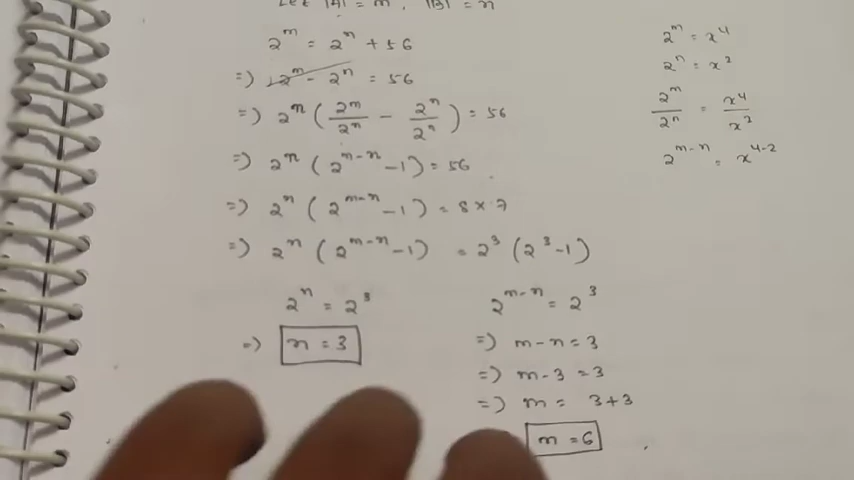 Let |A| = m, |B| = n
2^m = 2^n + 56
=) 2^m - 2^n = 56
=) 2^n (2^m/2^n - 2^n/2^n) = 56
=) 2^n (2^{m-n} - 1) = 56
=) 2^n (2^{m-n} - 1) = 8 × 7
=) 2^n (2^{m-n} - 1) = 2^3 (2^3 - 1)
2^n = 2^3
=) n = 3
2^{m-n} = 2^3
=) m - n = 3
=) m - 3 = 3
=) m = 3 + 3
m = 6
2^m = x^4
2^n = x^2
2^m/2^n = x^4/x^2
2^{m-n} = x^{4-2}